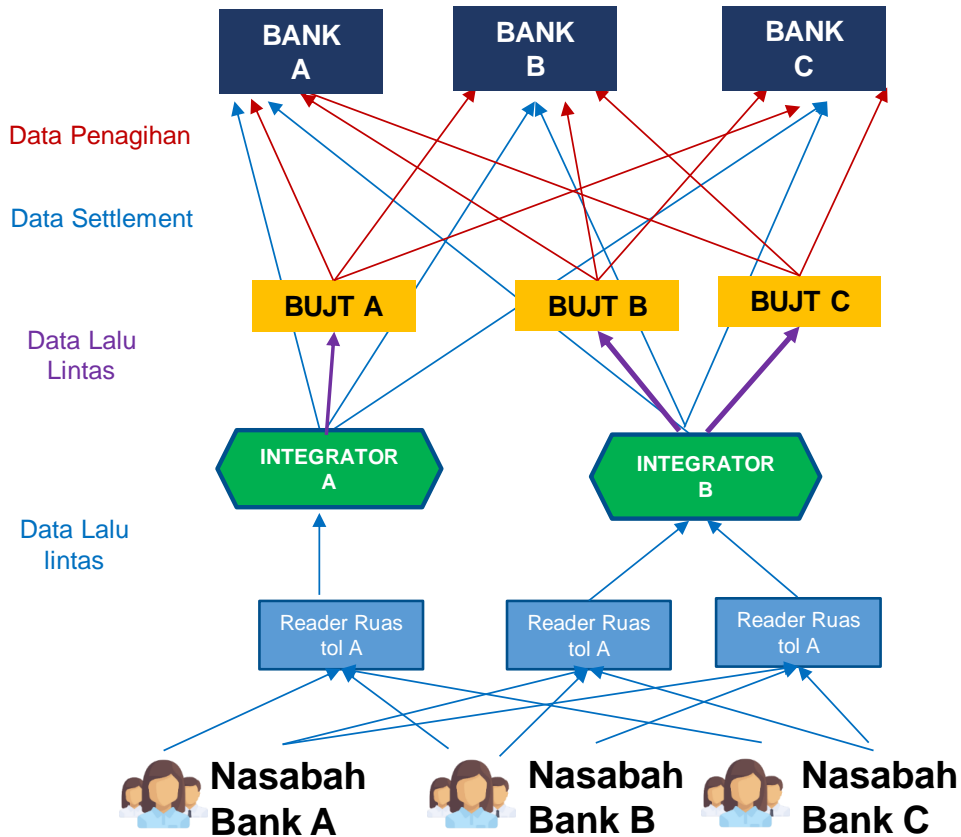 BANK
A
BANK
B
BANK
C
Data Penagihan
Data Settlement
BUJT A
BUJT B
BUJT C
Data Lalu
Lintas
INTEGRATOR
A
INTEGRATOR
B
Data Lalu
lintas
Reader Ruas
tol A
Reader Ruas
tol A
Reader Ruas
tol A
Nasabah
Bank A
Nasabah
Bank B
Nasabah
Bank C